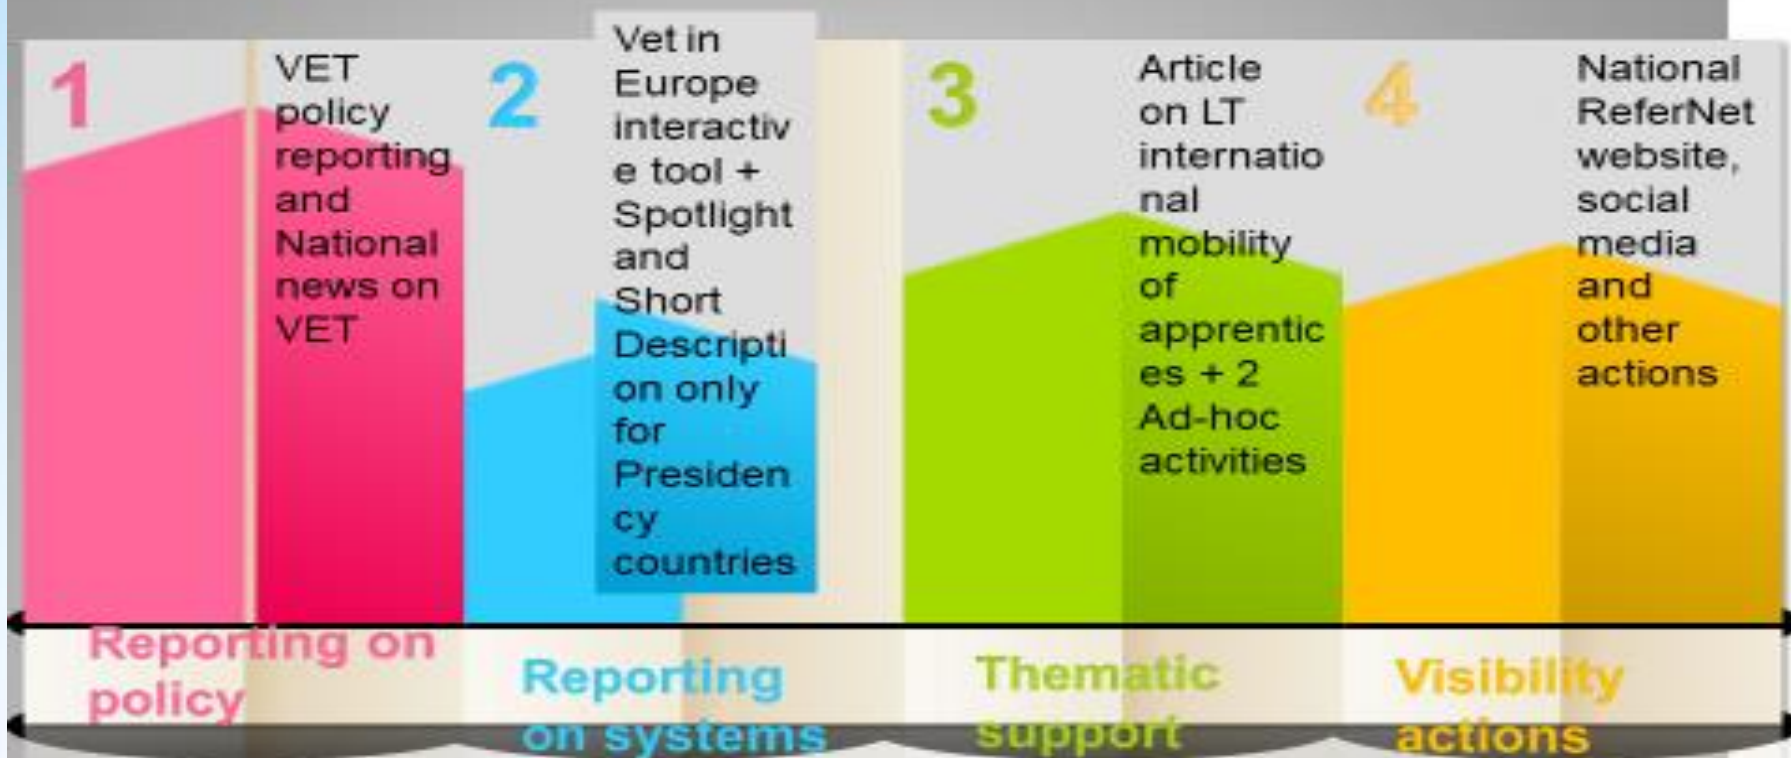 1
VET
policy
reporting
and
National
news on
VET
2
Vet in
Europe
interactiv
e tool +
Spotlight
and
Short
Descripti
on only
for
Presiden
cy
countries
3
Article
on LT
internatio
nal
mobility
of
apprentic
es + 2
Ad-hoc
activities
4
National
ReferNet
website,
social
media
and
other
actions
Reporting on
policy
Reporting
on systems
Thematic
support
Visibility
actions